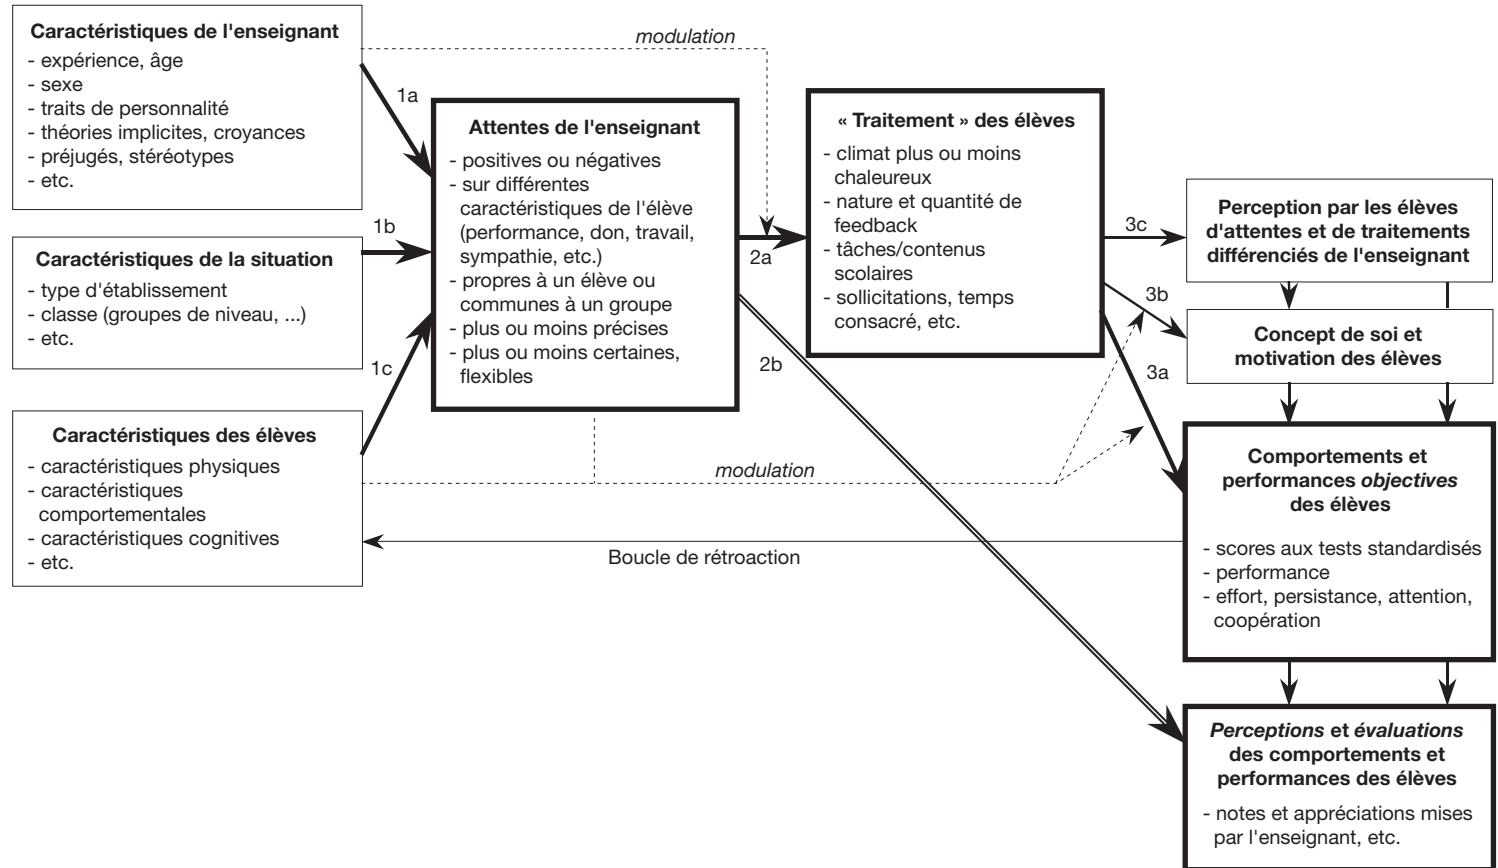 Caractéristiques de l'enseignant
- expérience, âge
- sexe
- traits de personnalité
- théories implicites, croyances
- préjugés, stéréotypes
- etc.
Caractéristiques de la situation
- type d'établissement
- classe (groupes de niveau, ...)
- etc.
Caractéristiques des élèves
- caractéristiques physiques
- caractéristiques
comportementales
- caractéristiques cognitives
- etc.
1a
1b
1c
modulation
Attentes de l'enseignant
- positives ou négatives
- sur différentes
caractéristiques de l'élève
(performance, don, travail,
sympathie, etc.)
- propres à un élève ou
communes à un groupe
- plus ou moins précises
- plus ou moins certaines,
flexibles
2a
2b
modulation
Boucle de rétroaction
« Traitement » des élèves
- climat plus ou moins
chaleureux
- nature et quantité de
feedback
- tâches/contenus
scolaires
- sollicitations, temps
consacré, etc.
3c
3b
3a
Perception par les élèves
d'attentes et de traitements
différenciés de l'enseignant
Concept de soi et
motivation des élèves
Comportements et
performances objectives
des élèves
- scores aux tests standardisés
- performance
- effort, persistance, attention,
coopération
Perceptions et évaluations
des comportements et
performances des élèves
- notes et appréciations mises
par l'enseignant, etc.